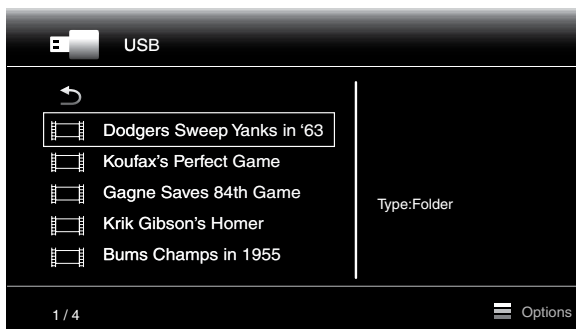 USB
Dodgers Sweep Yanks in ‘63
Koufax’s Perfect Game
Gagne Saves 84th Game
Krik Gibson’s Homer
Bums Champs in 1955
Type:Folder
1 / 4
Options